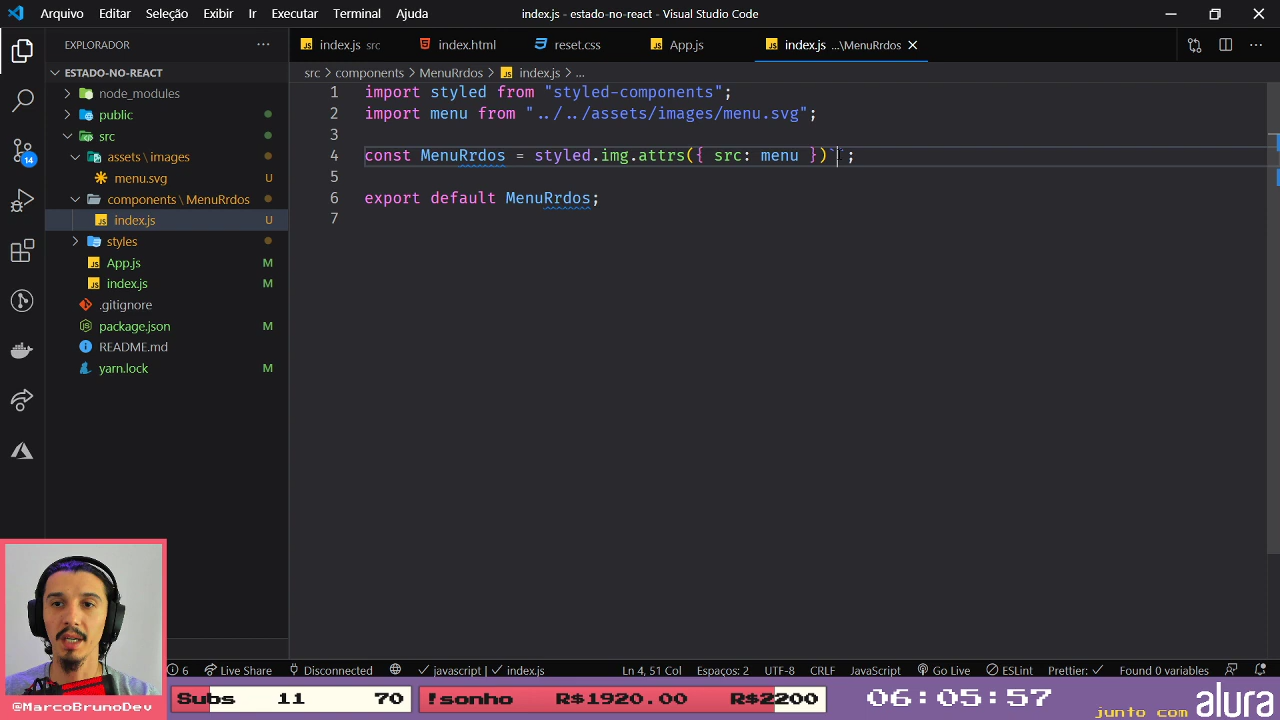 Arquivo Editar Seleção Exibir Ir Executar Terminal Ajuda index.js - estado-no-react - Visual Studio Code
EXPLORADOR
index.js src index.html reset.css App.js index.js ...\MenuRrdos
ESTADO-NO-REACT
src components MenuRrdos index.js ...
node_modules
public
src
assets \ images
menu.svg U
components \ MenuRrdos
index.js U
styles
App.js M
index.js M
.gitignore
package.json M
README.md
yarn.lock M
14
1 import styled from "styled-components";
2 import menu from "../../assets/images/menu.svg";
3
4 const MenuRrdos = styled.img.attrs({ src: menu })``;
5
6 export default MenuRrdos;
7
6 Live Share Disconnected javascript | index.js Ln 4, 51 Col Espaços: 2 UTF-8 CRLF JavaScript Go Live ESLint Prettier: Found 0 variables
@MarcoBrunoDev
Subs 11 70 !sonho R$1920.00 R$2200 06:05:57 junto com alura